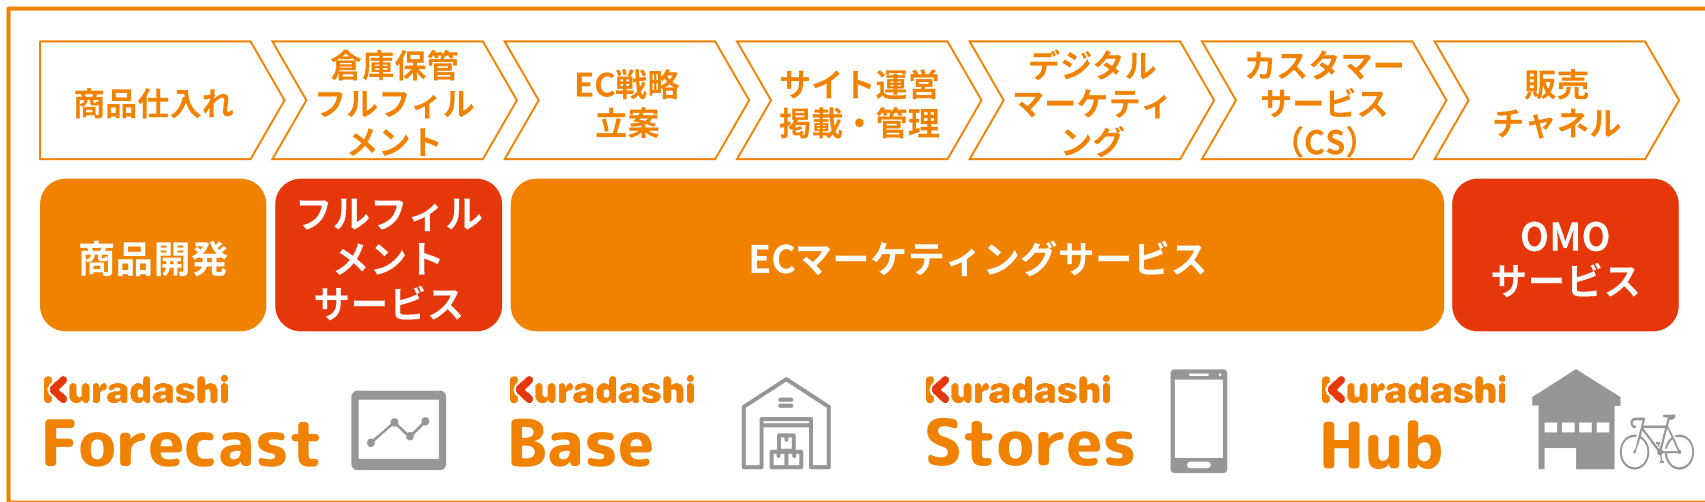 商品仕入れ
倉庫保管
フルフィル
メント
EC戦略
立案
サイト運営
掲載・管理
デジタル
マーケティ
ング
カスタマー
サービス
（CS）
販売
チャネル
商品開発
フルフィル
メント
サービス
ECマーケティングサービス
OMO
サービス
Kuradashi
Forecast
Kuradashi
Base
Kuradashi
Stores
Kuradashi
Hub